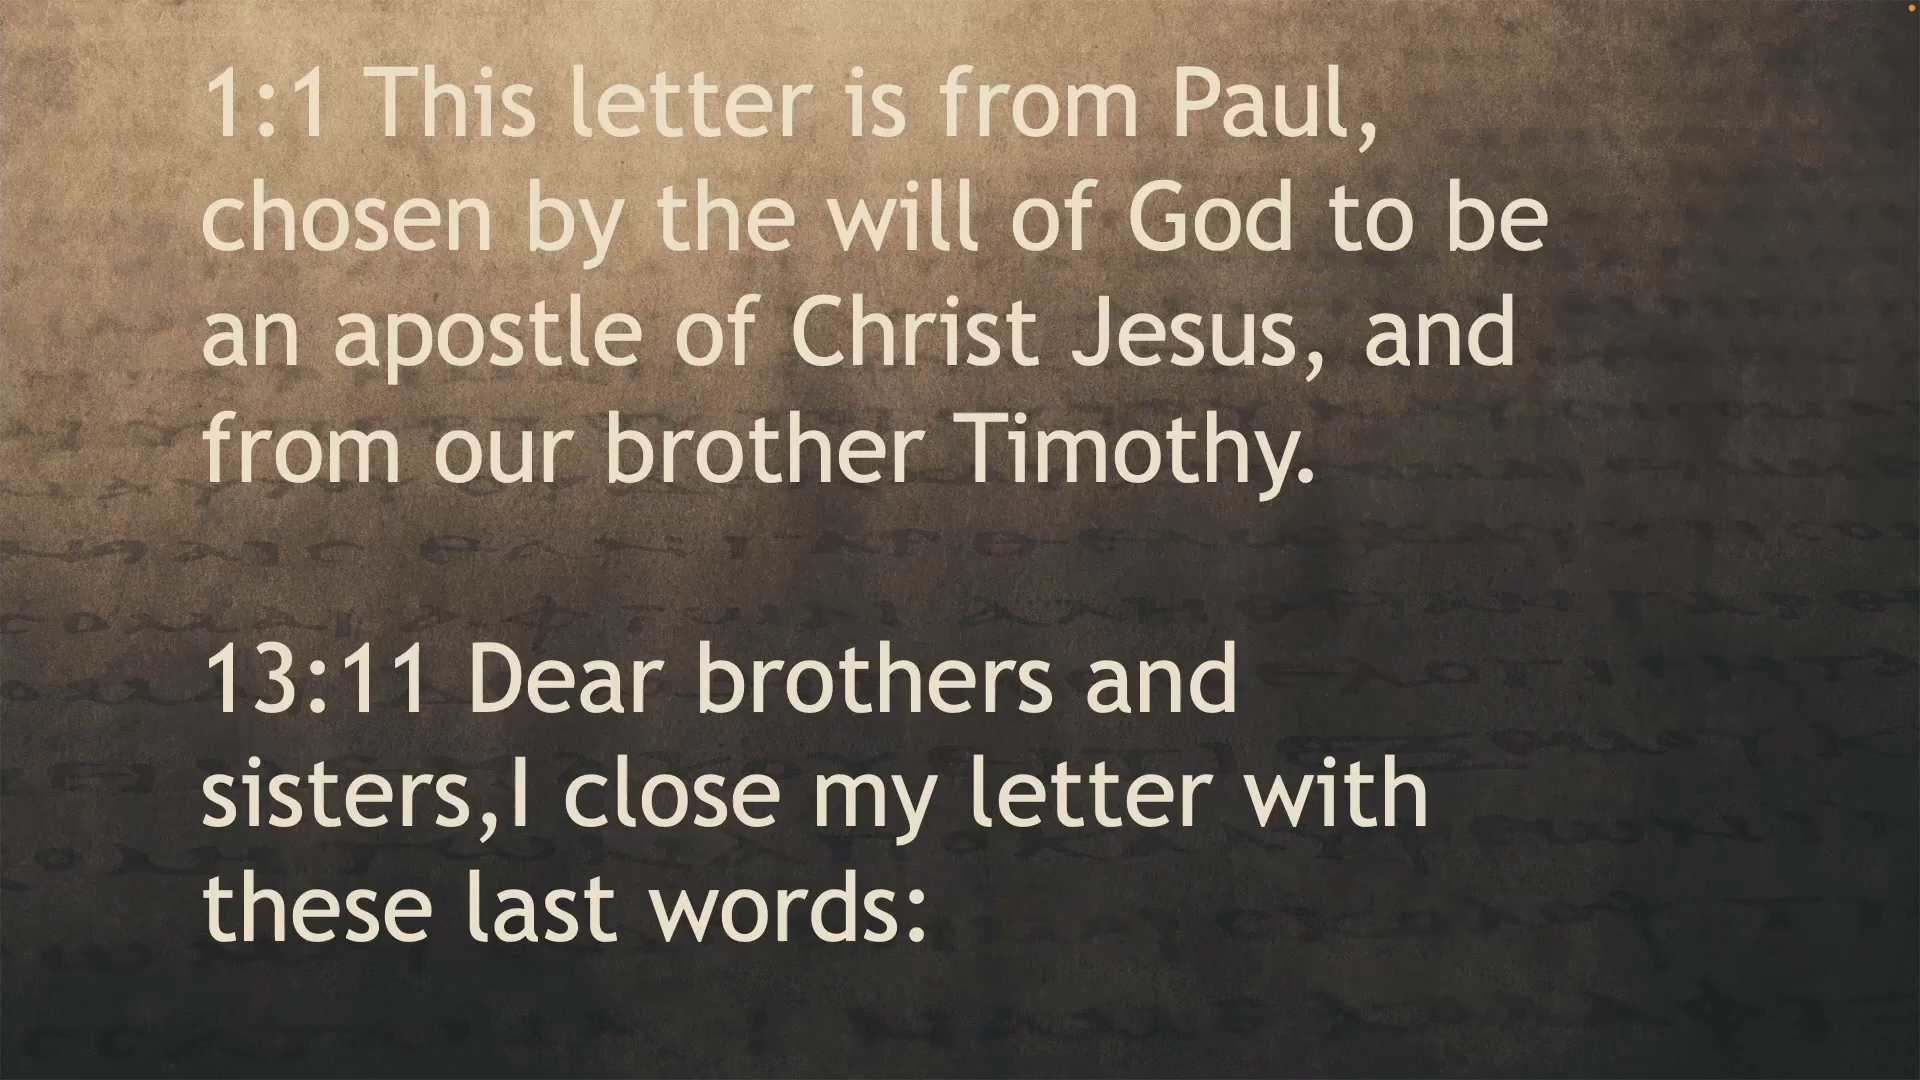 1:1 This letter is from Paul,
chosen by the will of God to be
an apostle of Christ Jesus, and
from our brother Timothy.
13:11 Dear brothers and
sisters,I close my letter with
these last words: